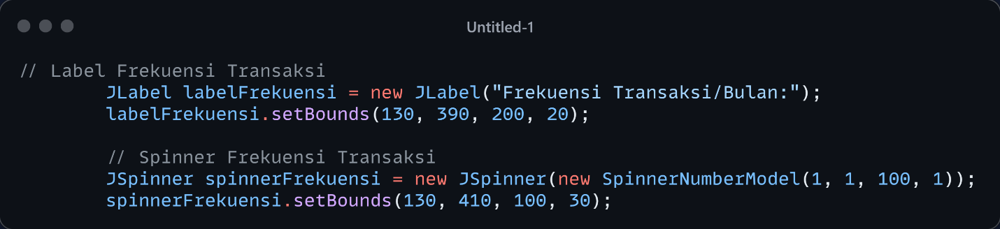 Untitled-1
// Label Frekuensi Transaksi
JLabel labelFrekuensi = new JLabel("Frekuensi Transaksi/Bulan:");
labelFrekuensi.setBounds(130, 390, 200, 20);
// Spinner Frekuensi Transaksi
JSpinner spinnerFrekuensi = new JSpinner(new SpinnerNumberModel(1, 1, 100, 1));
spinnerFrekuensi.setBounds(130, 410, 100, 30);